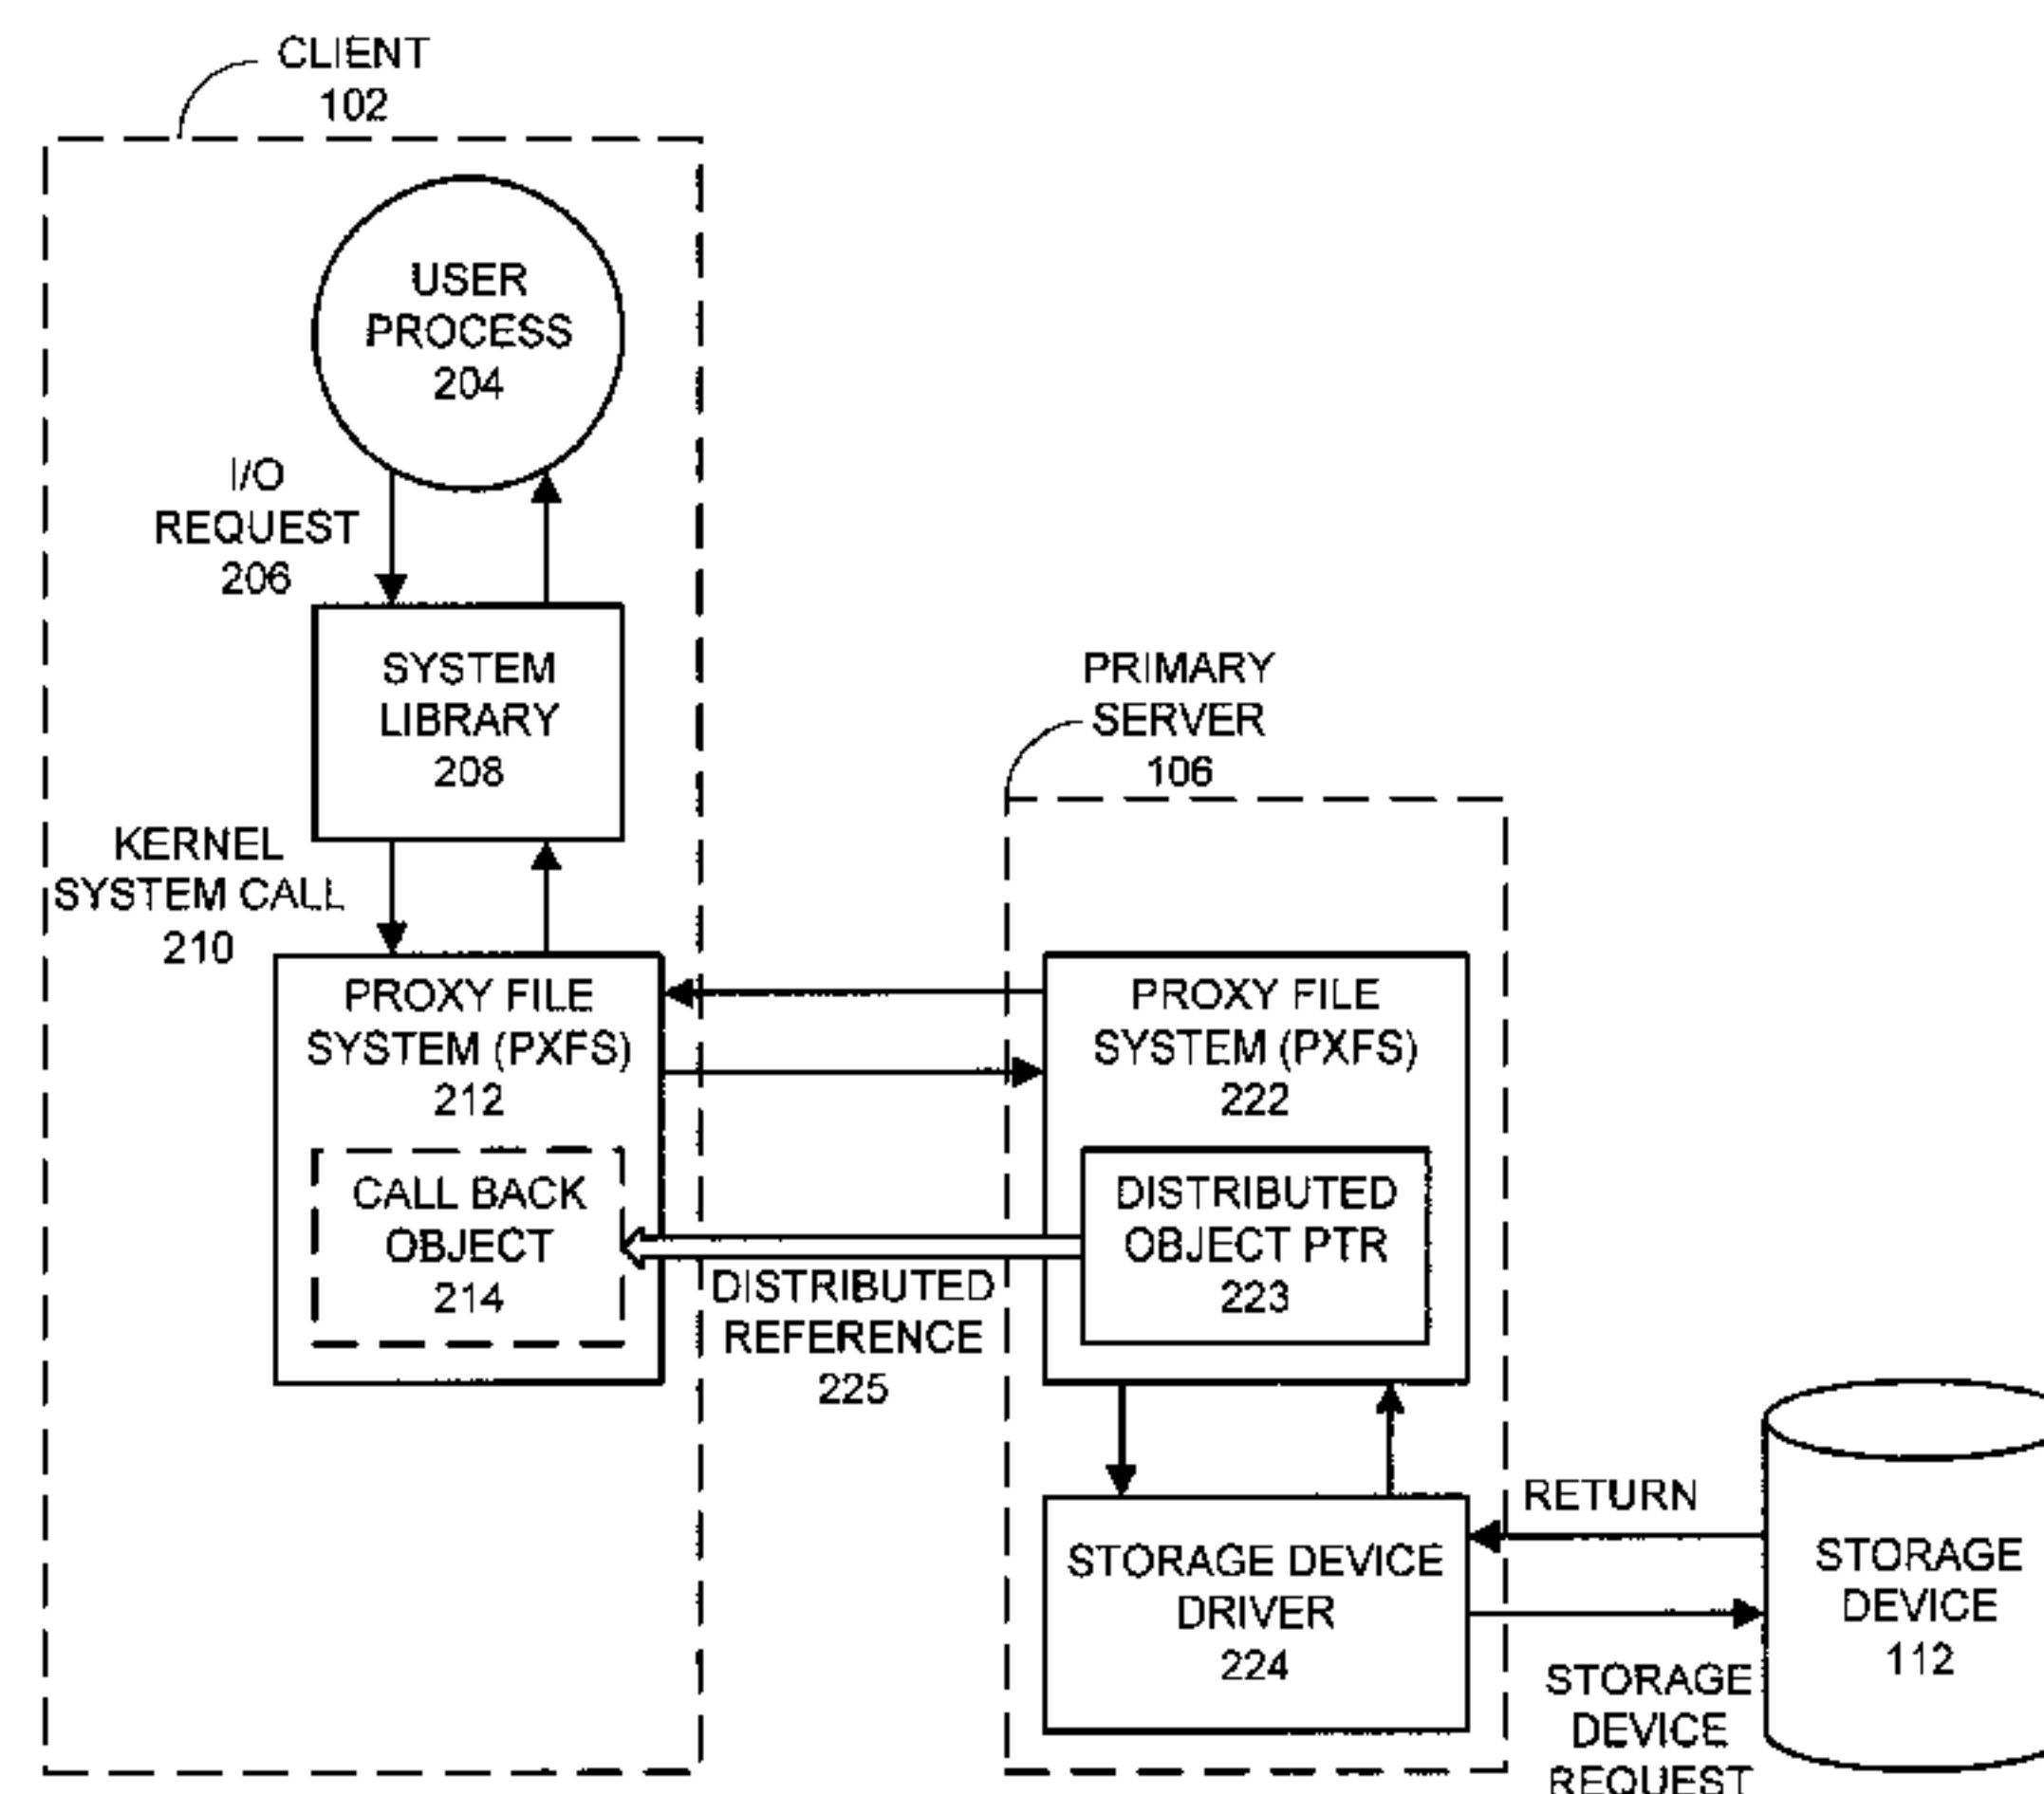 CLIENT
102
USER
PROCESS
204
I/O
REQUEST
206
SYSTEM
LIBRARY
208
KERNEL
SYSTEM CALL
210
PROXY FILE
SYSTEM (PXFS)
212
CALL BACK
OBJECT
214
PRIMARY
SERVER
106
PROXY FILE
SYSTEM (PXFS)
222
DISTRIBUTED
OBJECT PTR
223
DISTRIBUTED
REFERENCE
225
STORAGE DEVICE
DRIVER
224
RETURN
STORAGE
DEVICE
REQUEST
STORAGE
DEVICE
112